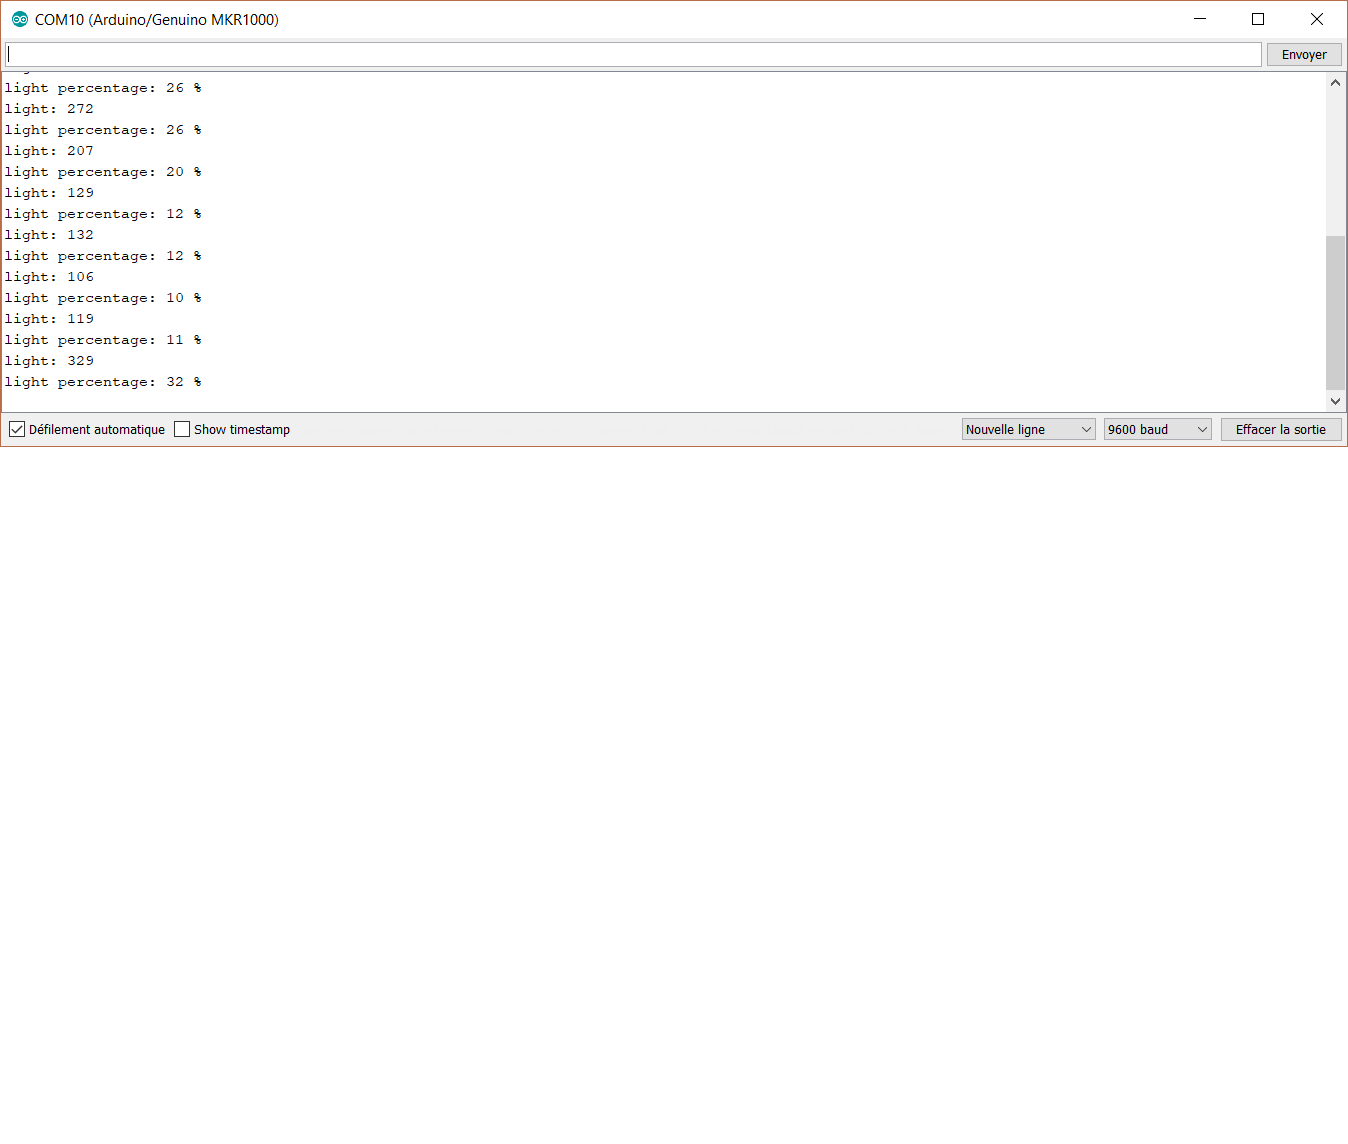 COM10 (Arduino/Genuino MKR1000)
Envoyer
light percentage: 26 %
light: 272
light percentage: 26 %
light: 207
light percentage: 20 %
light: 129
light percentage: 12 %
light: 132
light percentage: 12 %
light: 106
light percentage: 10 %
light: 119
light percentage: 11 %
light: 329
light percentage: 32 %
Défilement automatique Show timestamp Nouvelle ligne 9600 baud Effacer la sortie